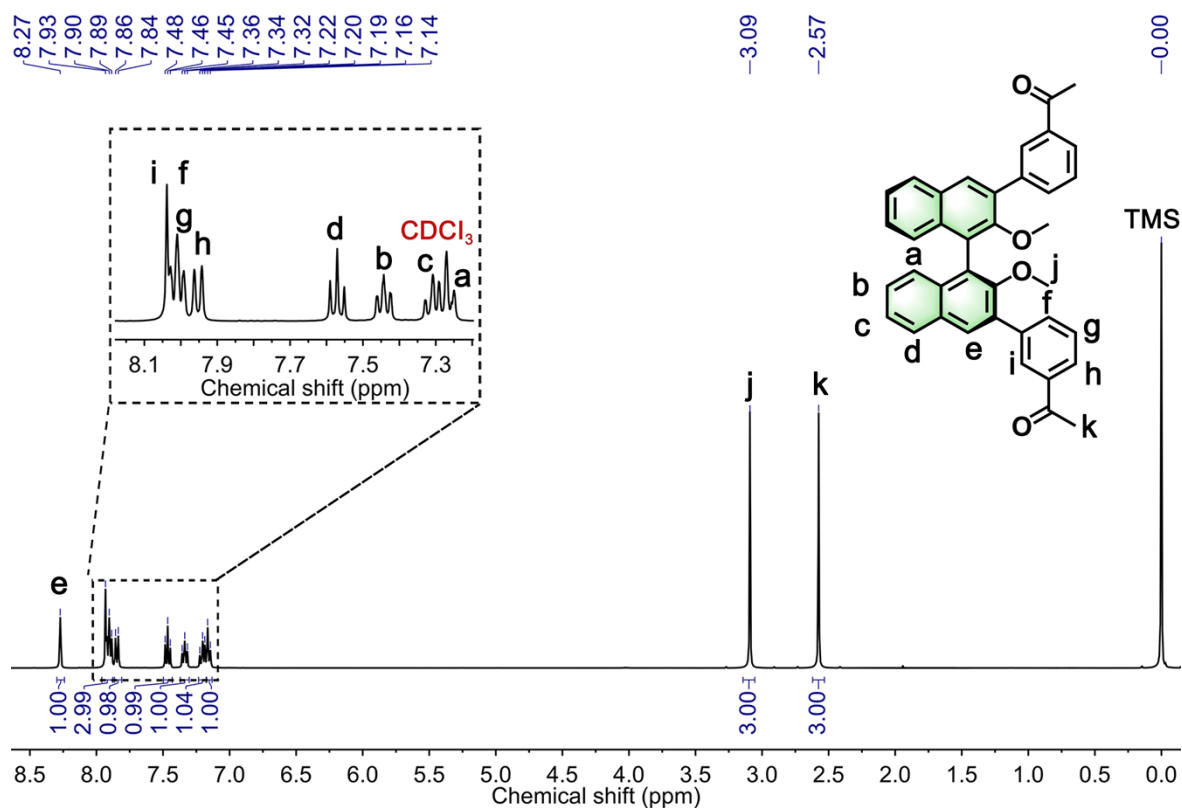 8.27
7.93
7.90
7.89
7.86
7.84
7.48
7.46
7.45
7.36
7.34
7.32
7.22
7.20
7.19
7.16
7.14
3.09
2.57
0.00
i f
g
h
d
b
CDCl3
c
a
8.1 7.9 7.7 7.5 7.3
Chemical shift (ppm)
O
O
O
a
j
b
f
c
g
d
e
i
h
O
k
TMS
j
k
e
1.00
2.99
0.98
0.99
1.00
1.04
1.00
3.00
3.00
8.5 8.0 7.5 7.0 6.5 6.0 5.5 5.0 4.5 4.0 3.5 3.0 2.5 2.0 1.5 1.0 0.5 0.0
Chemical shift (ppm)